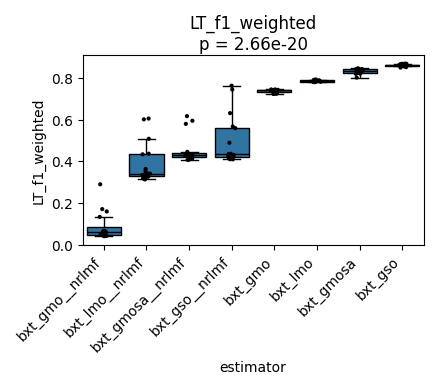 LT_f1_weighted
p = 2.66e-20
LT_f1_weighted
0.8
0.6
0.4
0.2
0.0
bxt_gmo__nrlmf
bxt_lmo__nrlmf
bxt_gmosa__nrlmf
bxt_gso__nrlmf
bxt_gmo
bxt_lmo
bxt_gmosa
bxt_gso
estimator